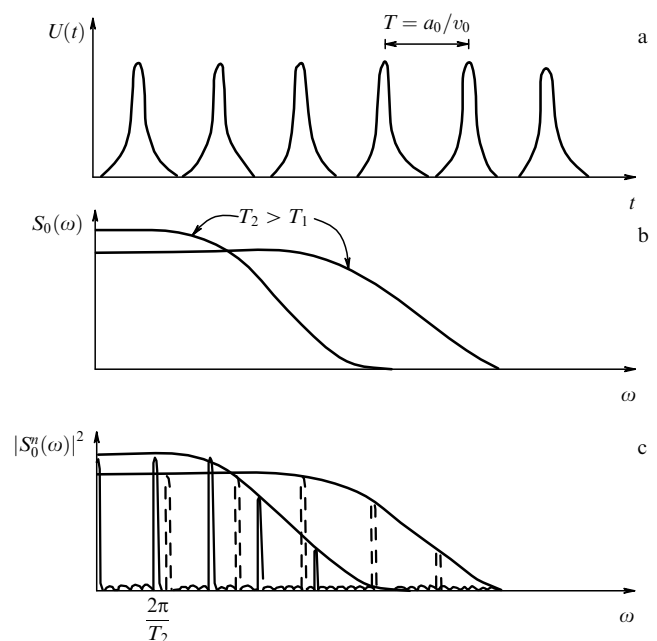 U(t)
T = a₀/v₀
a
t
S₀(ω)
T₂ > T₁
b
ω
|S₀ⁿ(ω)|²
c
2π
T₂
ω